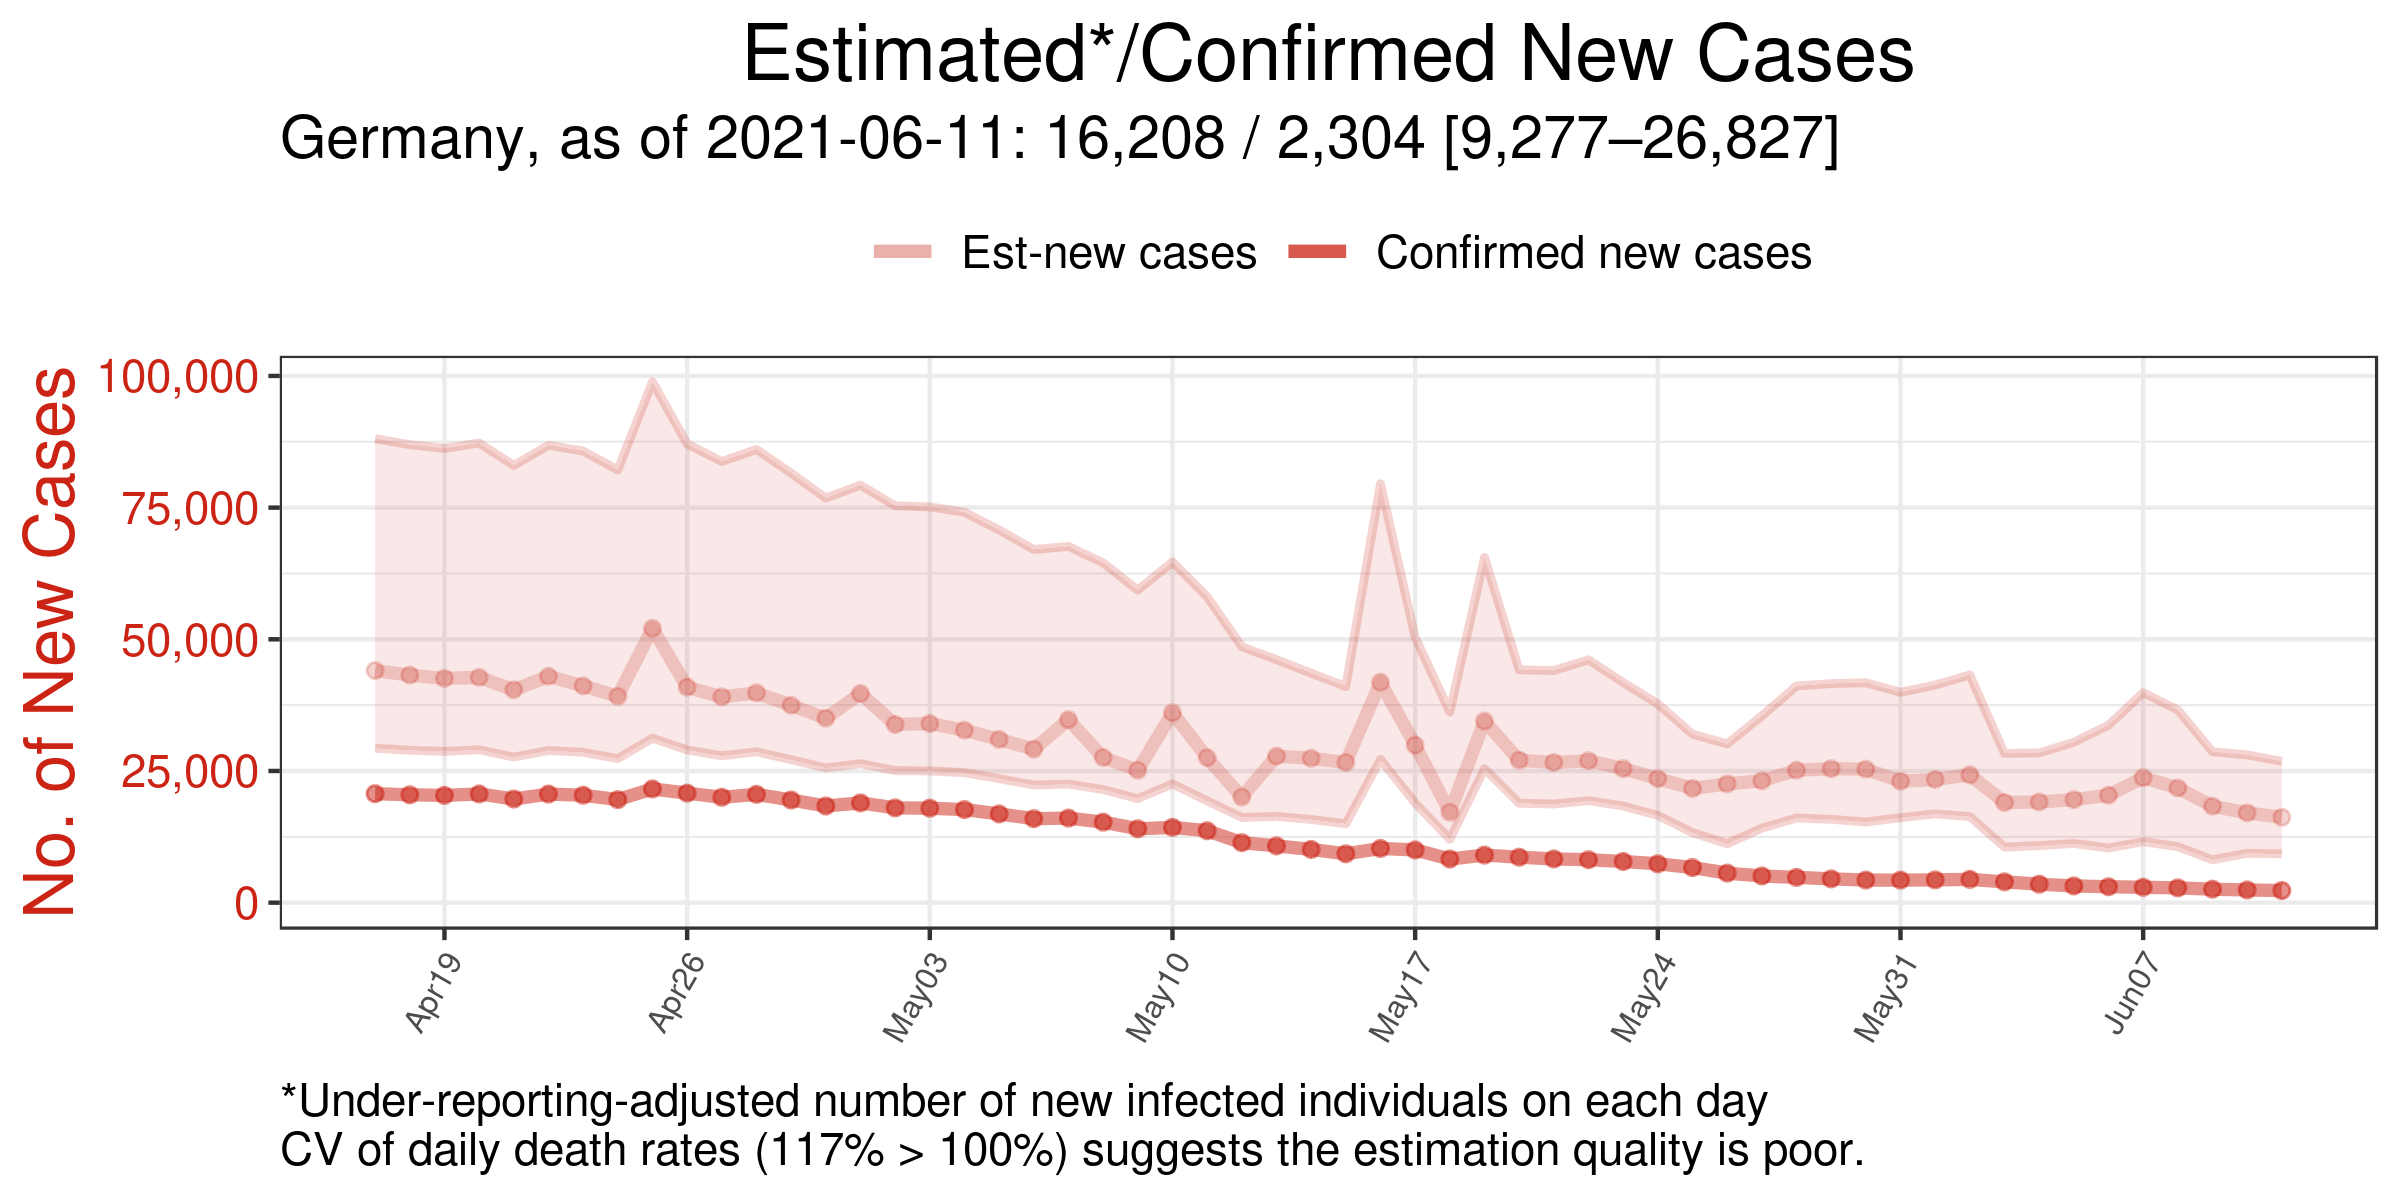 Estimated*/Confirmed New Cases
Germany, as of 2021-06-11: 16,208 / 2,304 [9,277–26,827]
Est-new cases
Confirmed new cases
No. of New Cases
100,000
75,000
50,000
25,000
0
Apr19
Apr26
May03
May10
May17
May24
May31
Jun07
*Under-reporting-adjusted number of new infected individuals on each day
CV of daily death rates (117% > 100%) suggests the estimation quality is poor.